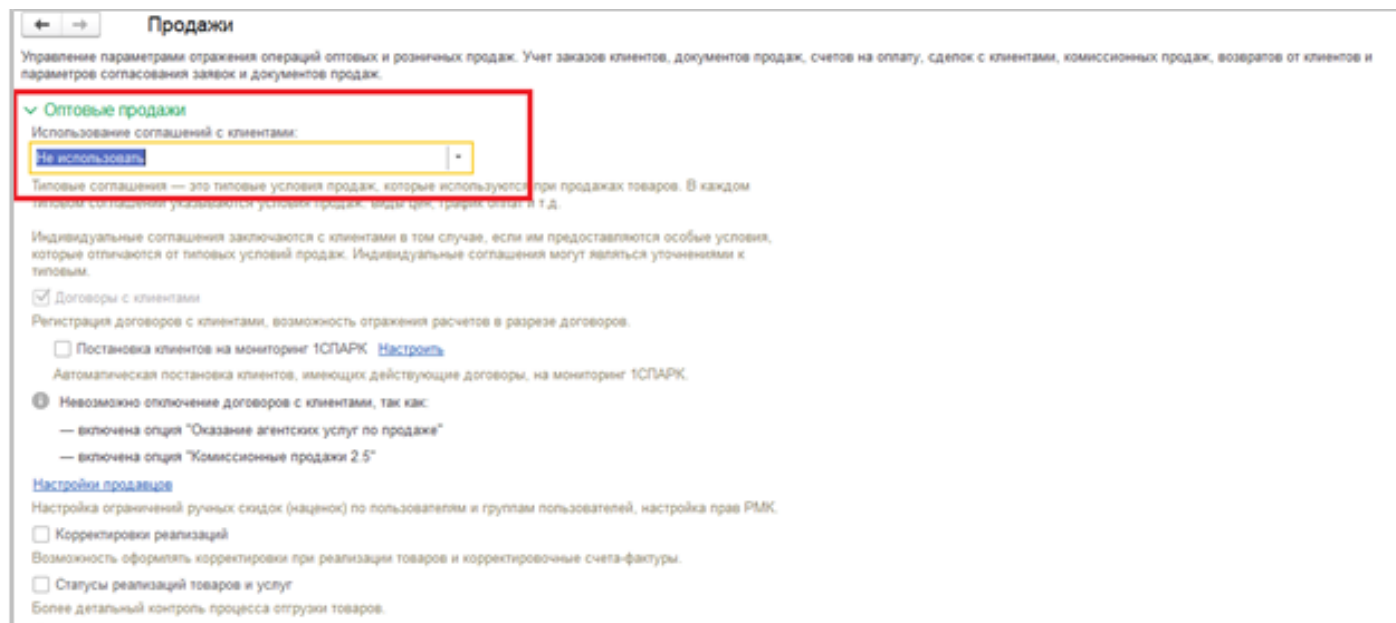 Продажи
Управление параметрами отражения операций оптовых и розничных продаж. Учет заказов клиентов, документов продаж, счетов на оплату, сделок с клиентами, комиссионных продаж, возвратов от клиентов и
параметров согласования заявок и документов продаж.
Оптовые продажи
Использование соглашений с клиентами:
Не использовать
Типовые соглашения — это типовые условия продаж, которые используются при продажах товаров. В каждом
типовом соглашении указываются условия продаж: виды цен, график оплат и т.д.
Индивидуальные соглашения заключаются с клиентами в том случае, если им предоставляются особые условия,
которые отличаются от типовых условий продаж. Индивидуальные соглашения могут являться уточнениями к
типовым.
Договоры с клиентами
Регистрация договоров с клиентами, возможность отражения расчетов в разрезе договоров.
Постановка клиентов на мониторинг 1СПАРК Настроить
Автоматическая постановка клиентов, имеющих действующие договоры, на мониторинг 1СПАРК.
Невозможно отключение договоров с клиентами, так как:
— включена опция "Оказание агентских услуг по продаже"
— включена опция "Комиссионные продажи 2.5"
Настройки продавцов
Настройка ограничений ручных скидок (наценок) по пользователям и группам пользователей, настройка прав РМК.
Корректировки реализаций
Возможность оформлять корректировки при реализации товаров и корректировочные счета-фактуры.
Статусы реализаций товаров и услуг
Более детальный контроль процесса отгрузки товаров.